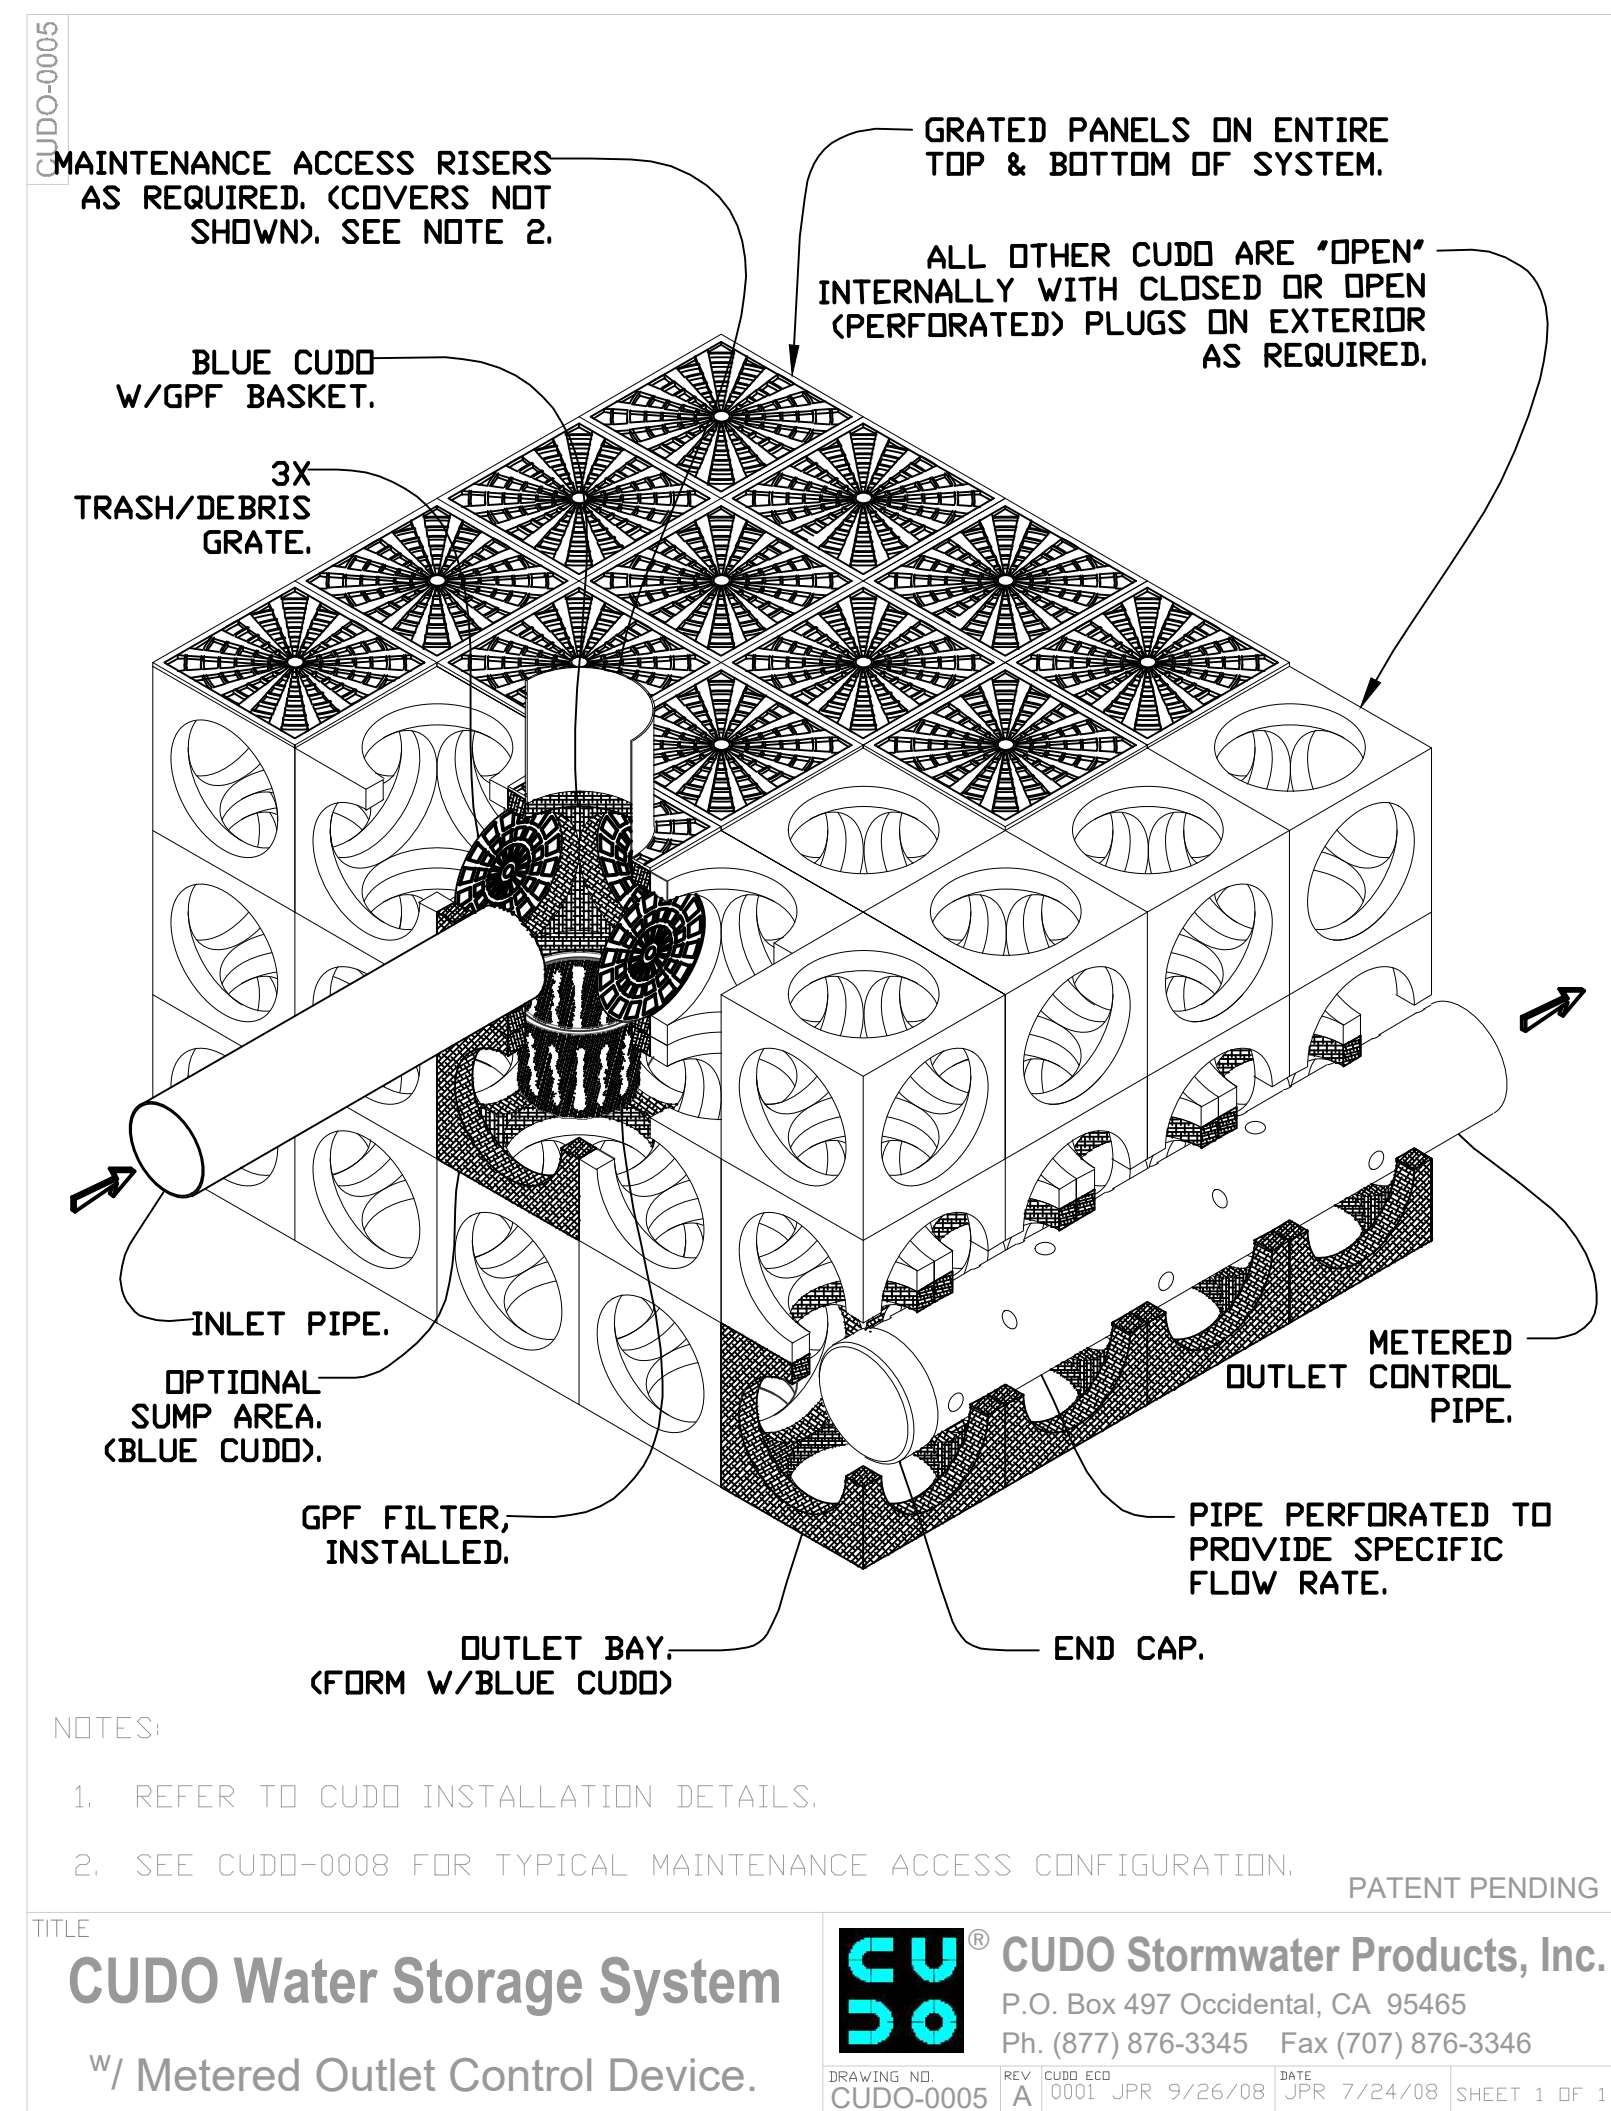 CUDO-0005
MAINTENANCE ACCESS RISERS
AS REQUIRED. (COVERS NOT
SHOWN). SEE NOTE 2.
GRATED PANELS ON ENTIRE
TOP & BOTTOM OF SYSTEM.
ALL OTHER CUDO ARE "OPEN"
INTERNALLY WITH CLOSED OR OPEN
(PERFORATED) PLUGS ON EXTERIOR
AS REQUIRED.
BLUE CUDO
W/GPF BASKET.
3X
TRASH/DEBRIS
GRATE.
INLET PIPE.
OPTIONAL
SUMP AREA.
(BLUE CUDO).
METERED
OUTLET CONTROL
PIPE.
GPF FILTER,
INSTALLED.
PIPE PERFORATED TO
PROVIDE SPECIFIC
FLOW RATE.
OUTLET BAY.
(FORM W/BLUE CUDO)
END CAP.
NOTES:
1. REFER TO CUDO INSTALLATION DETAILS.
2. SEE CUDO-0008 FOR TYPICAL MAINTENANCE ACCESS CONFIGURATION.
PATENT PENDING
TITLE
CUDO Water Storage System
w/ Metered Outlet Control Device.
CU
DO
®
CUDO Stormwater Products, Inc.
P.O. Box 497 Occidental, CA 95465
Ph. (877) 876-3345 Fax (707) 876-3346
DRAWING NO.
CUDO-0005
REV
A
CUDO ECO
0001 JPR 9/26/08
DATE
JPR 7/24/08
SHEET 1 OF 1